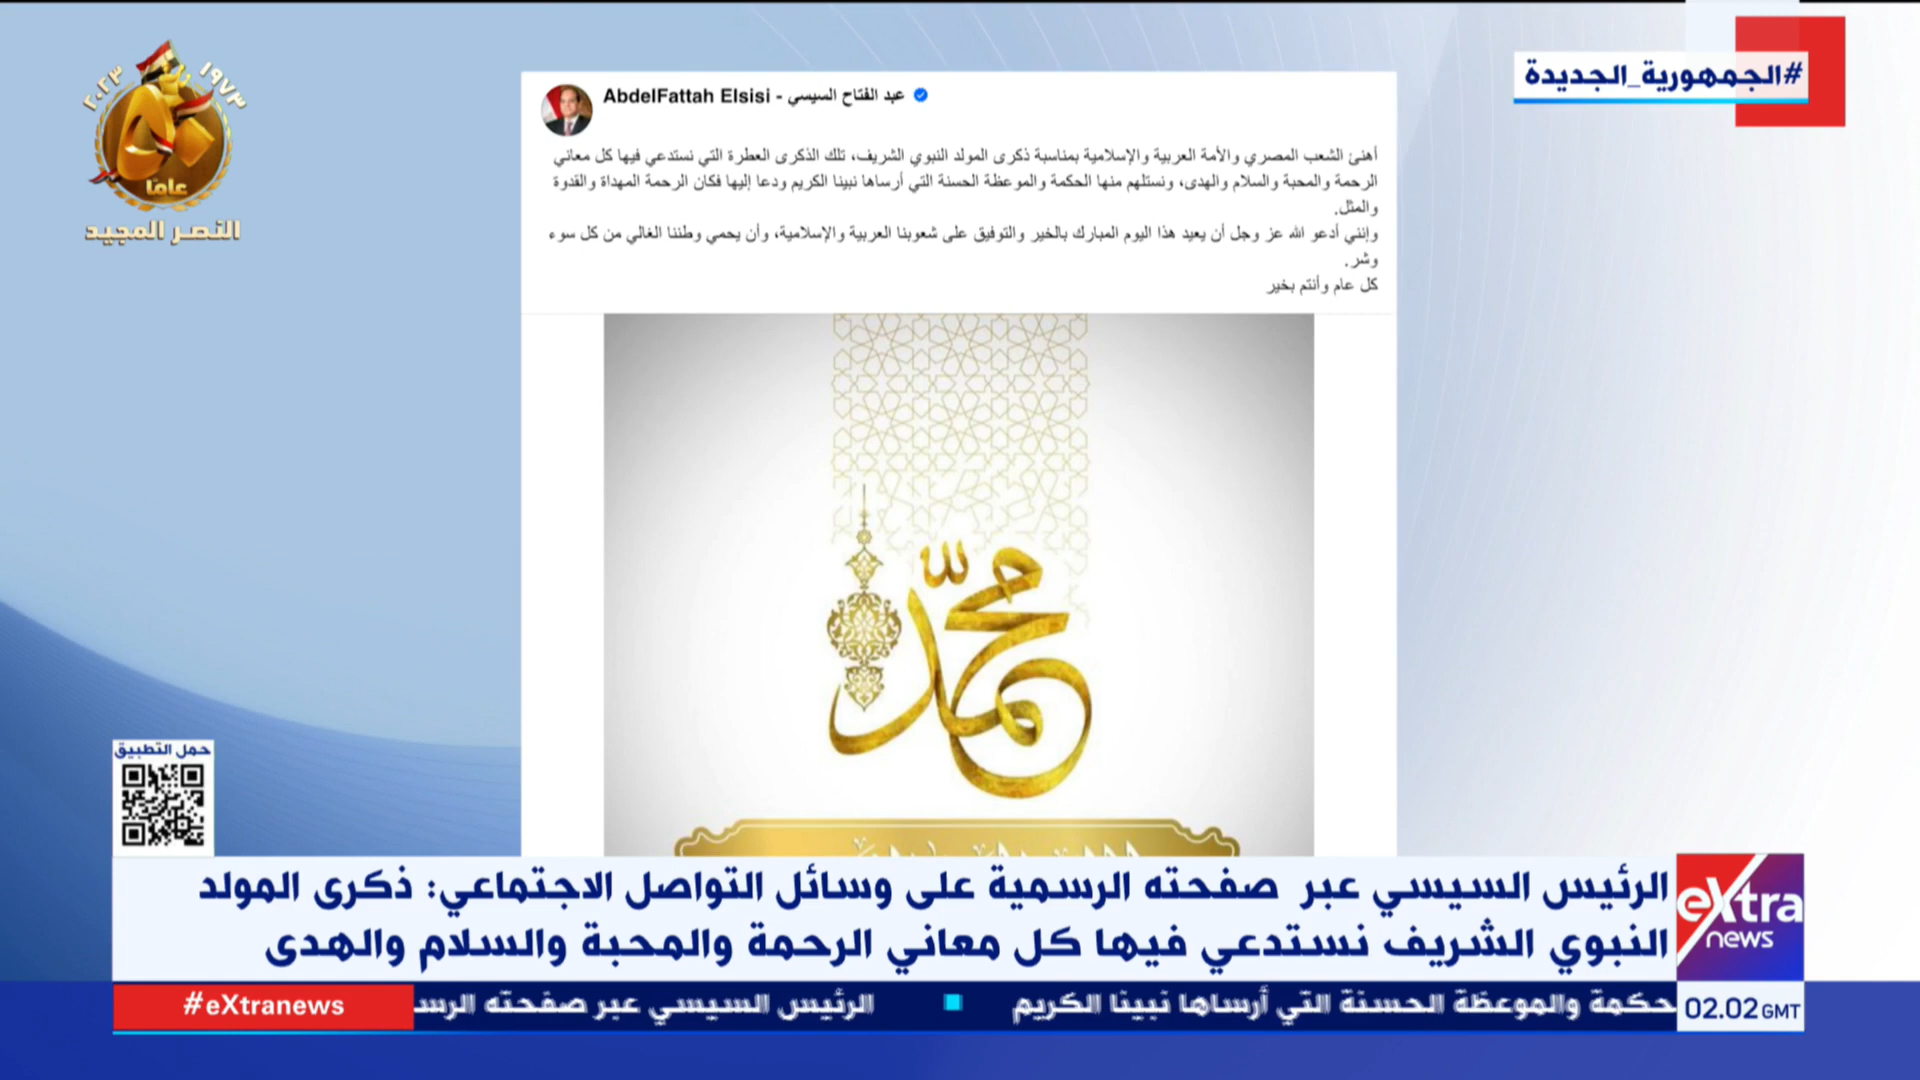 ١٩٧٣
٢٠٢٣
٥٠
عامًا
النصر المجيد
#الجمهورية_الجديدة
AbdelFattah Elsisi - عبد الفتاح السيسي
أهنئ الشعب المصري والأمة العربية والإسلامية بمناسبة ذكرى المولد النبوي الشريف، تلك الذكرى العطرة التي نستدعي فيها كل معاني
الرحمة والمحبة والسلام والهدى، ونستلهم منها الحكمة والموعظة الحسنة التي أرساها نبينا الكريم ودعا إليها فكان الرحمة المهداة والقدوة
والمثل.
وإنني أدعو الله عز وجل أن يعيد هذا اليوم المبارك بالخير والتوفيق على شعوبنا العربية والإسلامية، وأن يحمي وطننا الغالي من كل سوء
وشر.
كل عام وأنتم بخير
محمد
حمل التطبيق
الرئيس السيسي عبر صفحته الرسمية على وسائل التواصل الاجتماعي: ذكرى المولد
النبوي الشريف نستدعي فيها كل معاني الرحمة والمحبة والسلام والهدى
eXtra
news
حكمة والموعظة الحسنة التي أرساها نبينا الكريم
الرئيس السيسي عبر صفحته الرس
#eXtranews
02.02 GMT